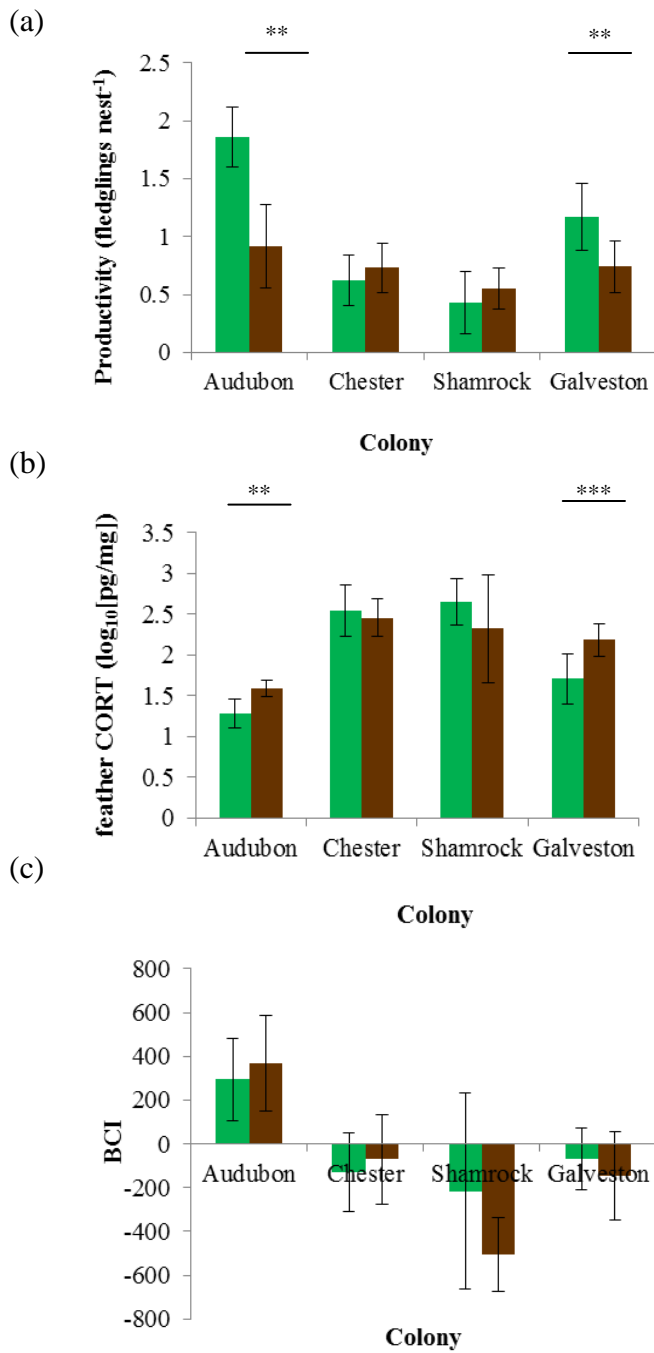 (a)
** **
Productivity (fledglings nest⁻¹)
2.5
2
1.5
1
0.5
0
Audubon Chester Shamrock Galveston
Colony
(b)
** ***
feather CORT (log₁₀[pg/mg])
3.5
3
2.5
2
1.5
1
0.5
0
Audubon Chester Shamrock Galveston
(c)
Colony
BCI
800
600
400
200
0
-200
-400
-600
-800
Audubon Chester Shamrock Galveston
Colony